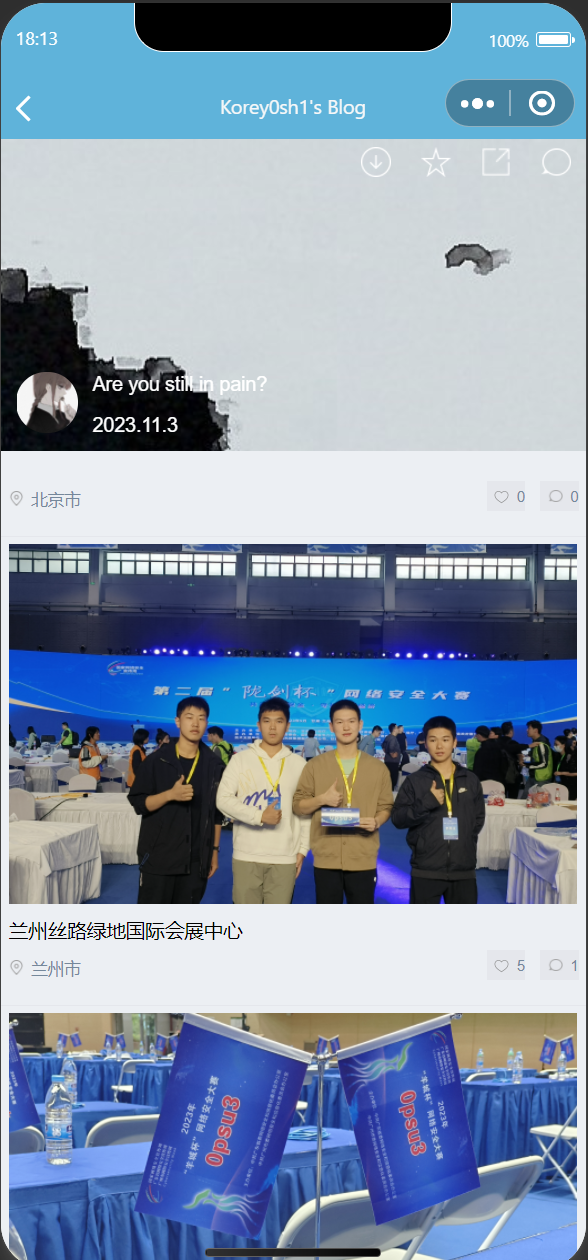 18:13
100%
Korey0sh1's Blog
Are you still in pain?
2023.11.3
北京市
0
0
第二届“陇剑杯”网络安全大赛
兰州丝路绿地国际会展中心
兰州市
5
1
2023年
“羊城杯”网络安全大赛
0psn3
2023年
“羊城杯”网络安全大赛
0psn3